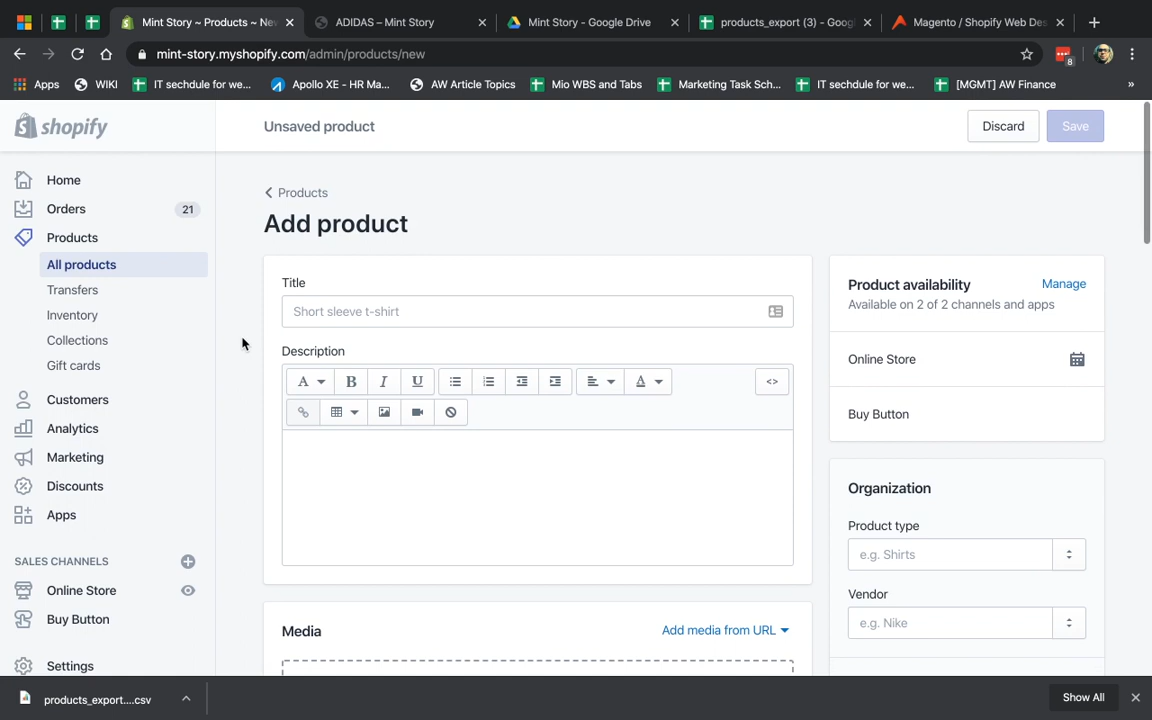 Mint Story ~ Products ~ Nev
ADIDAS – Mint Story
Mint Story - Google Drive
products_export (3) - Goog
Magento / Shopify Web Des
mint-story.myshopify.com/admin/products/new
8
Apps
WIKI
IT sechdule for we...
Apollo XE - HR Ma...
AW Article Topics
Mio WBS and Tabs
Marketing Task Sch...
IT sechdule for we...
[MGMT] AW Finance
»
shopify
Unsaved product
Discard
Save
Home
Orders
21
Products
All products
Transfers
Inventory
Collections
Gift cards
Customers
Analytics
Marketing
Discounts
Apps
SALES CHANNELS
Online Store
Buy Button
Settings
Products
Add product
Title
Short sleeve t-shirt
Description
A B I U A <>
Media
Add media from URL
Product availability
Manage
Available on 2 of 2 channels and apps
Online Store
Buy Button
Organization
Product type
e.g. Shirts
Vendor
e.g. Nike
products_export....csv
Show All